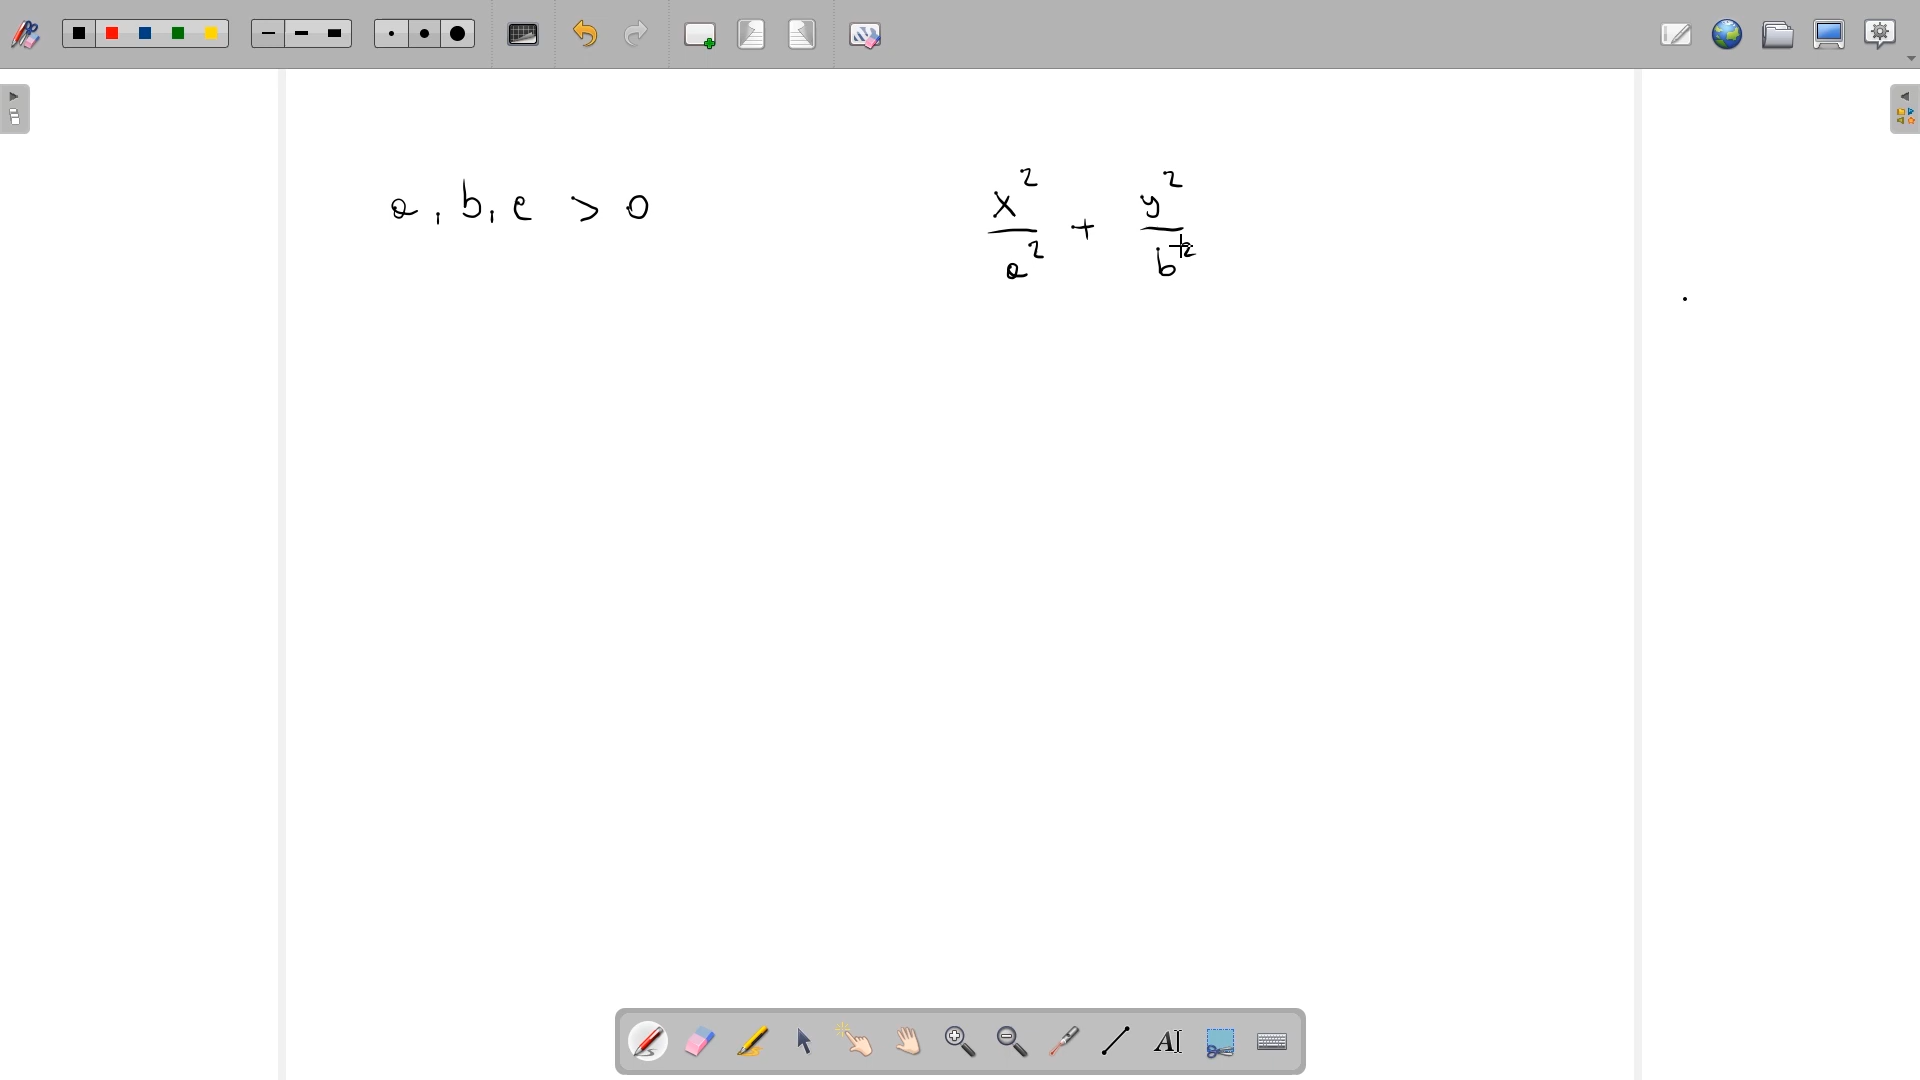 a, b, c > 0
x² / a² + y² / b²